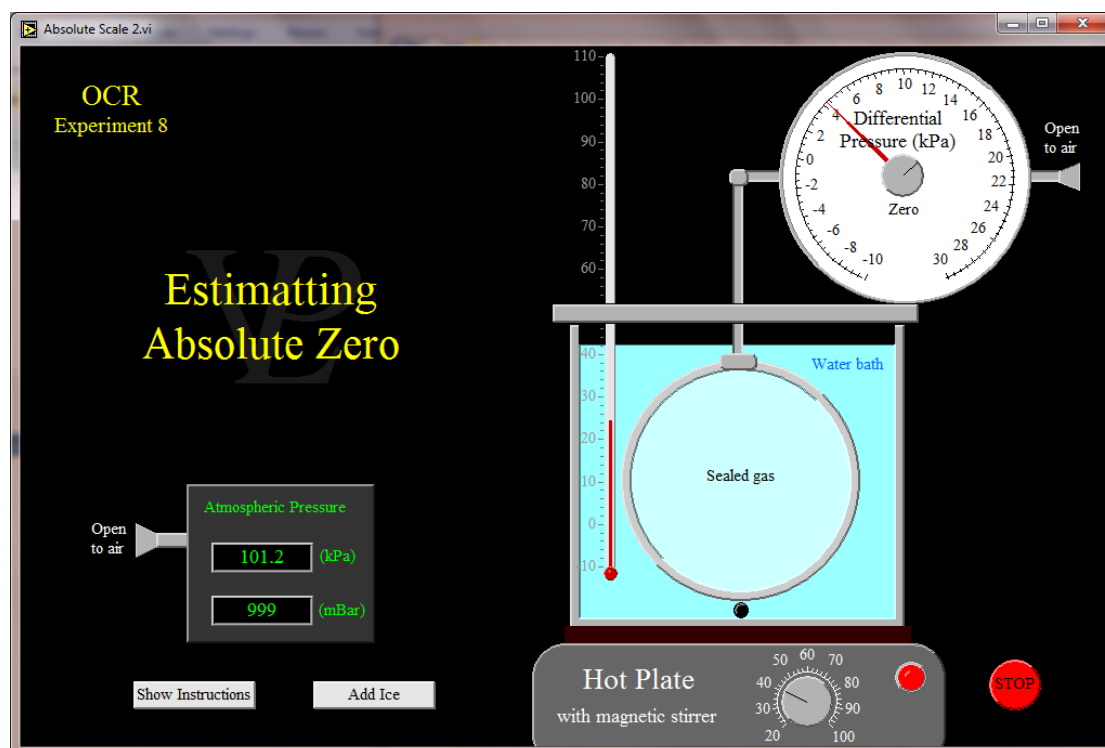 Absolute Scale 2.vi
OCR
Experiment 8
Estimatting
Absolute Zero
Open
to air
Atmospheric Pressure
101.2 (kPa)
999 (mBar)
Show Instructions
Add Ice
110
100
90
80
70
60
40
30
20
10
0
-10
Differential
Pressure (kPa)
-10
-8
-6
-4
-2
0
2
4
6
8
10
12
14
16
18
20
22
24
26
28
30
Zero
Open
to air
Water bath
Sealed gas
Hot Plate
with magnetic stirrer
20
30
40
50
60
70
80
90
100
STOP